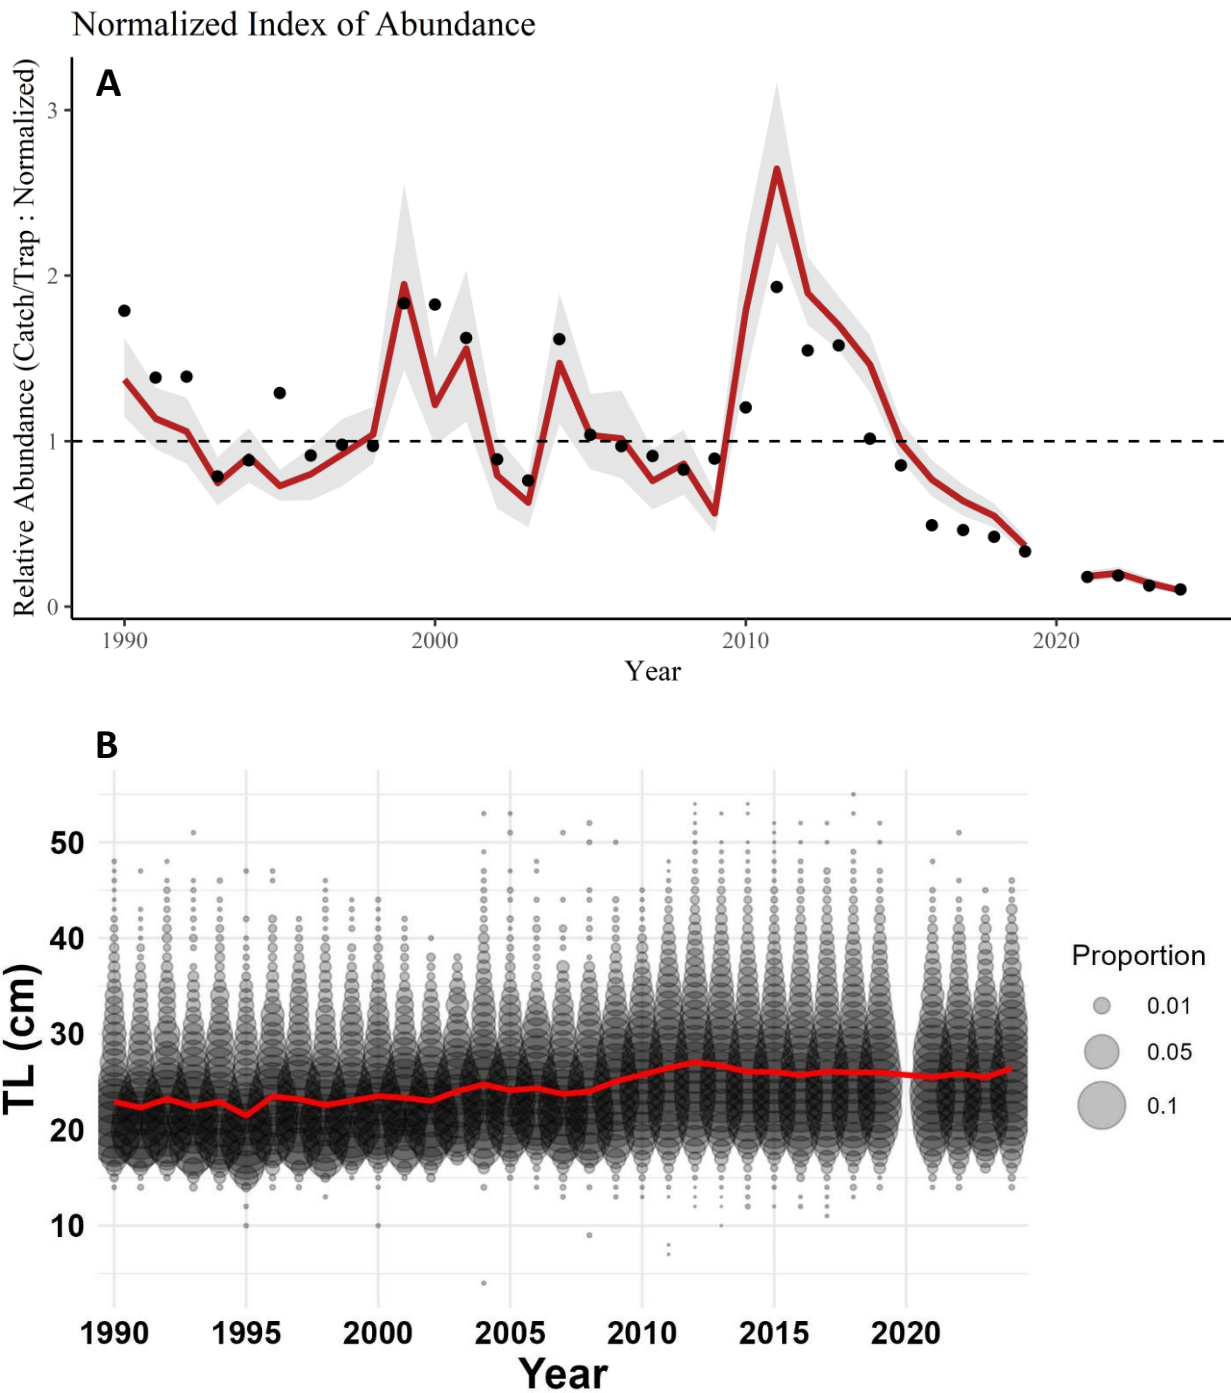 Normalized Index of Abundance
A
Relative Abundance (Catch/Trap : Normalized)
3
2
1
0
1990 2000 2010 2020
Year
B
TL (cm)
50
40
30
20
10
1990 1995 2000 2005 2010 2015 2020
Year
Proportion
0.01
0.05
0.1